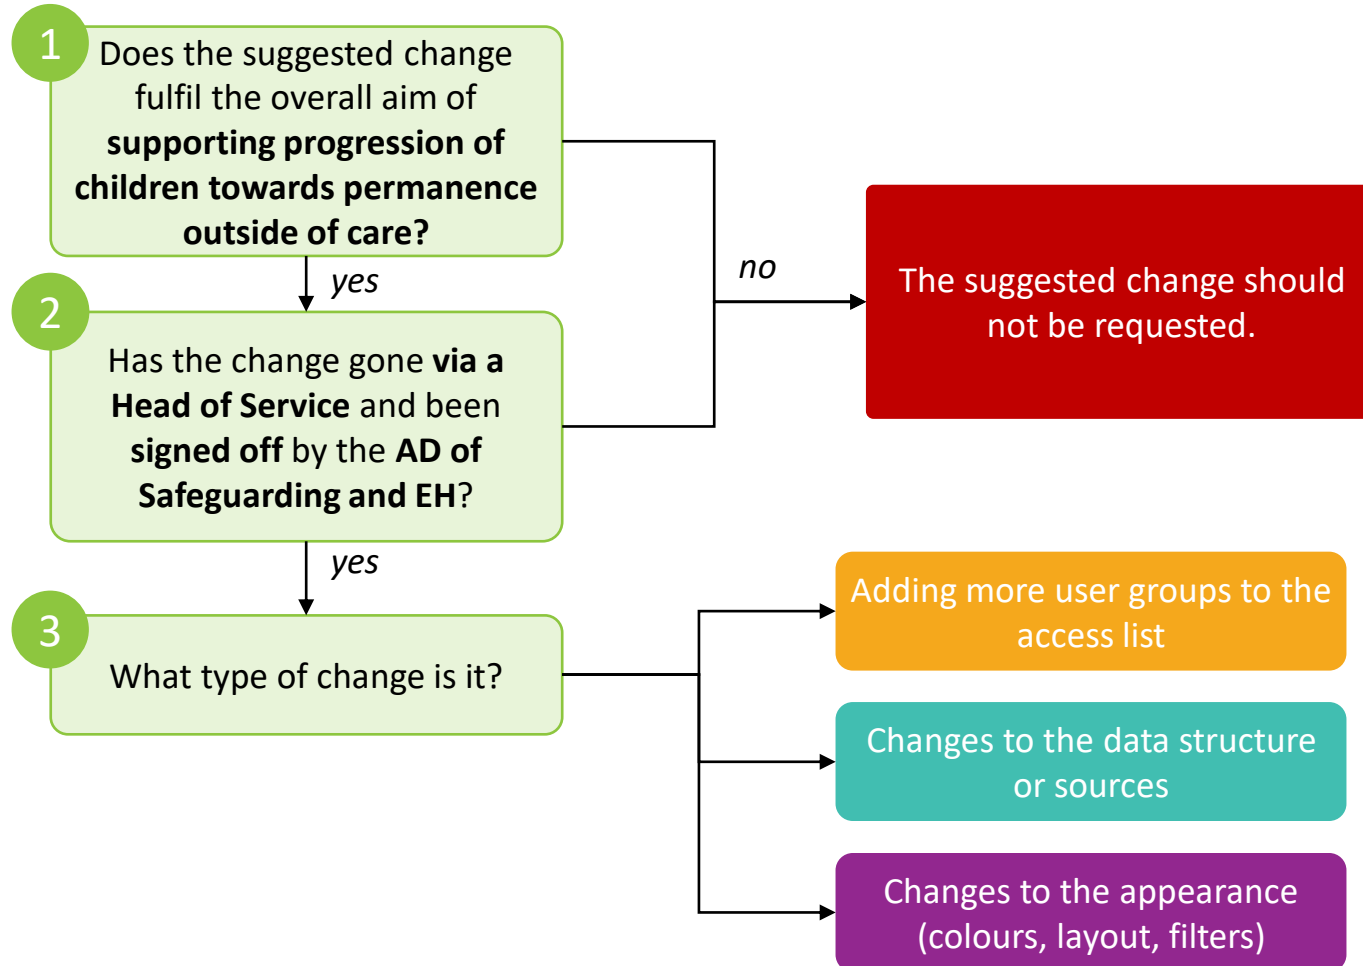 1
Does the suggested change
fulfil the overall aim of
supporting progression of
children towards permanence
outside of care?
yes
no
The suggested change should
not be requested.
2
Has the change gone via a
Head of Service and been
signed off by the AD of
Safeguarding and EH?
yes
3
What type of change is it?
Adding more user groups to the
access list
Changes to the data structure
or sources
Changes to the appearance
(colours, layout, filters)